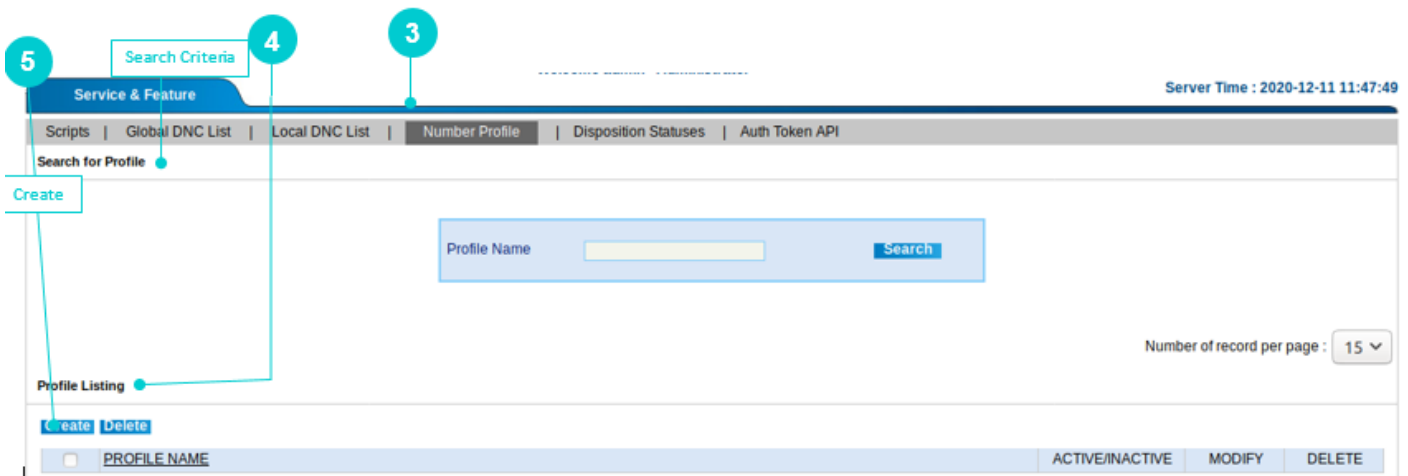 3
4
5
Search Criteria
Server Time : 2020-12-11 11:47:49
Service & Feature
Scripts | Global DNC List | Local DNC List | Number Profile | Disposition Statuses | Auth Token API
Search for Profile
Create
Profile Name Search
Number of record per page : 15
Profile Listing
Create Delete
PROFILE NAME ACTIVE/INACTIVE MODIFY DELETE